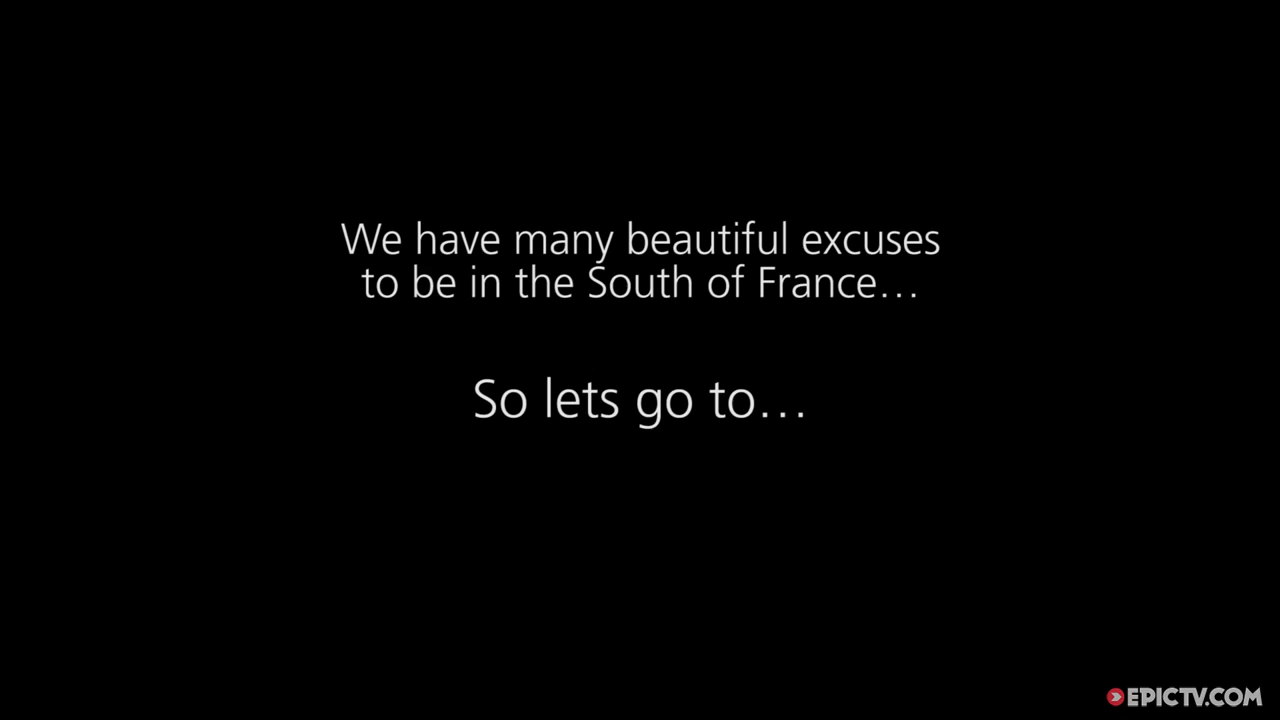 We have many beautiful excuses
to be in the South of France…
So lets go to…
EPICTV.COM